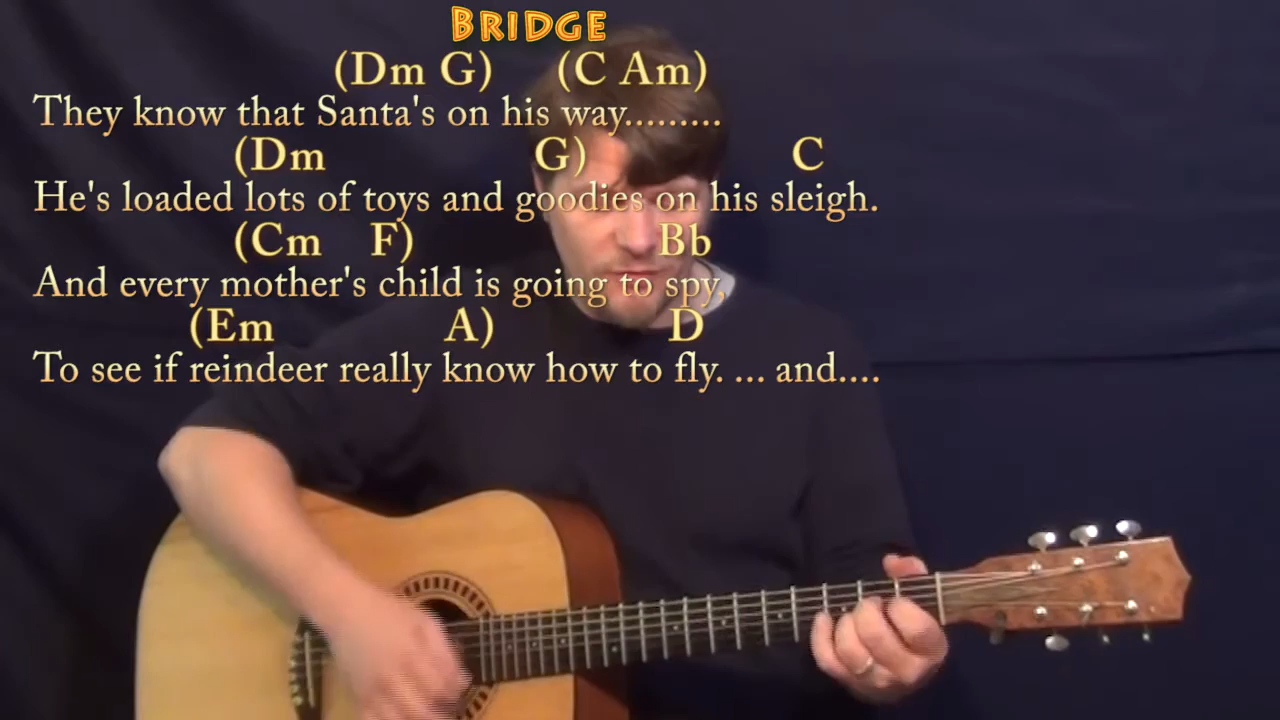 BRIDGE
(Dm G) (C Am)
They know that Santa's on his way.........
(Dm G) C
He's loaded lots of toys and goodies on his sleigh.
(Cm F) Bb
And every mother's child is going to spy,
(Em A) D
To see if reindeer really know how to fly. ... and....